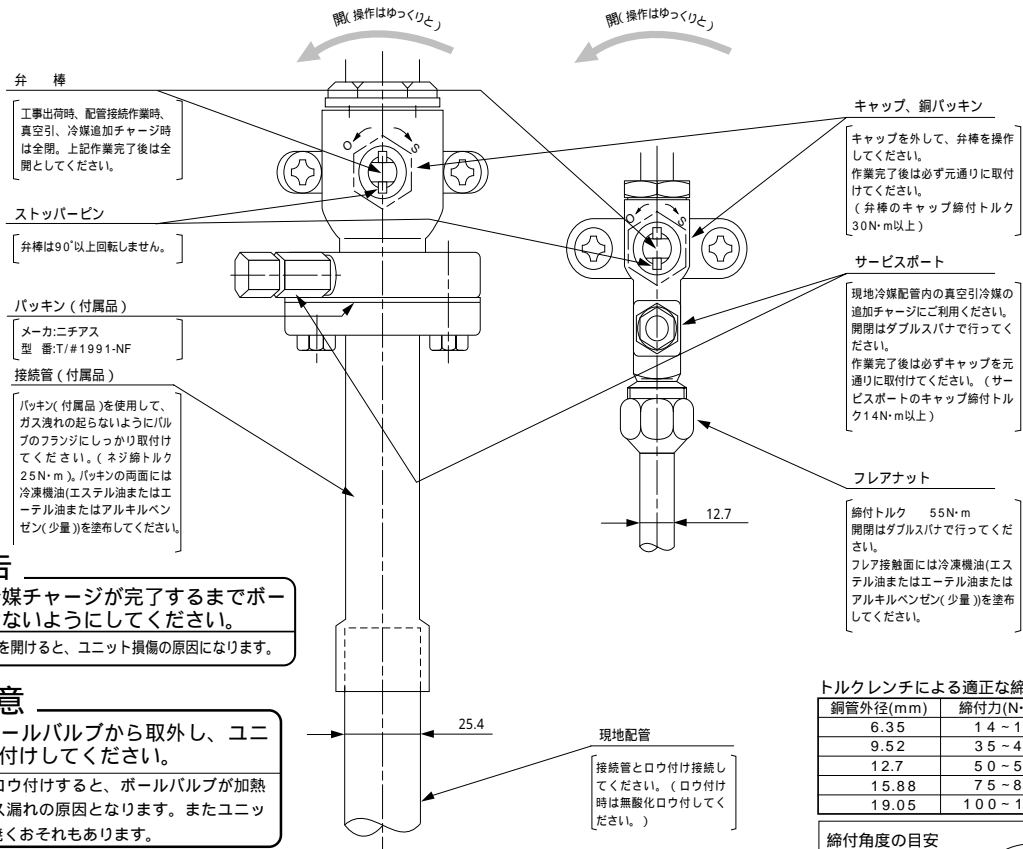 開(操作はゆっくりと)
開(操作はゆっくりと)
弁 棒
工事出荷時、配管接続作業時、
真空引、冷媒追加チャージ時
は全閉。上記作業完了後は全
開としてください。
ストッパーピン
弁棒は90°以上回転しません。
パッキン(付属品)
メーカ:ニチアス
型 番:T/#1991-NF
接続管(付属品)
パッキン(付属品)を使用して、
ガス洩れの起らないようにバル
ブのフランジにしっかり取付け
てください。(ネジ締トルク
25N・m)。パッキンの両面には
冷凍機油(エステル油またはエ
ーテル油またはアルキルベン
ゼン(少量))を塗布してください。
O
S
O
S
キャップ、銅パッキン
キャップを外して、弁棒を操作
してください。
作業完了後は必ず元通りに取付
けてください。
(弁棒のキャップ締付トルク
30N・m以上)
サービスポート
現地冷媒配管内の真空引冷媒の
追加チャージにご利用ください。
開閉はダブルスパナで行ってく
ださい。
作業完了後は必ずキャップを元
通りに取付けてください。(サー
ビスポートのキャップ締付トル
ク14N・m以上)
フレアナット
締付トルク 55N・m
開閉はダブルスパナで行ってくだ
さい。
フレア接触面には冷凍機油(エス
テル油またはエーテル油または
アルキルベンゼン(少量))を塗布
してください。
12.7
25.4
現地配管
接続管とロウ付け接続し
てください。(ロウ付け
時は無酸化ロウ付してく
ださい。)
媒チャージが完了するまでボー
ないようにしてください。
を開けると、ユニット損傷の原因になります。
意
ールバルブから取外し、ユニ
付けしてください。
ロウ付けすると、ボールバルブが加熱
ス漏れの原因となります。またユニッ
焼くおそれもあります。
トルクレンチによる適正な締
銅管外径(mm) 締付力(N・
6.35 14~1
9.52 35~4
12.7 50~5
15.88 75~8
19.05 100~1
締付角度の目安